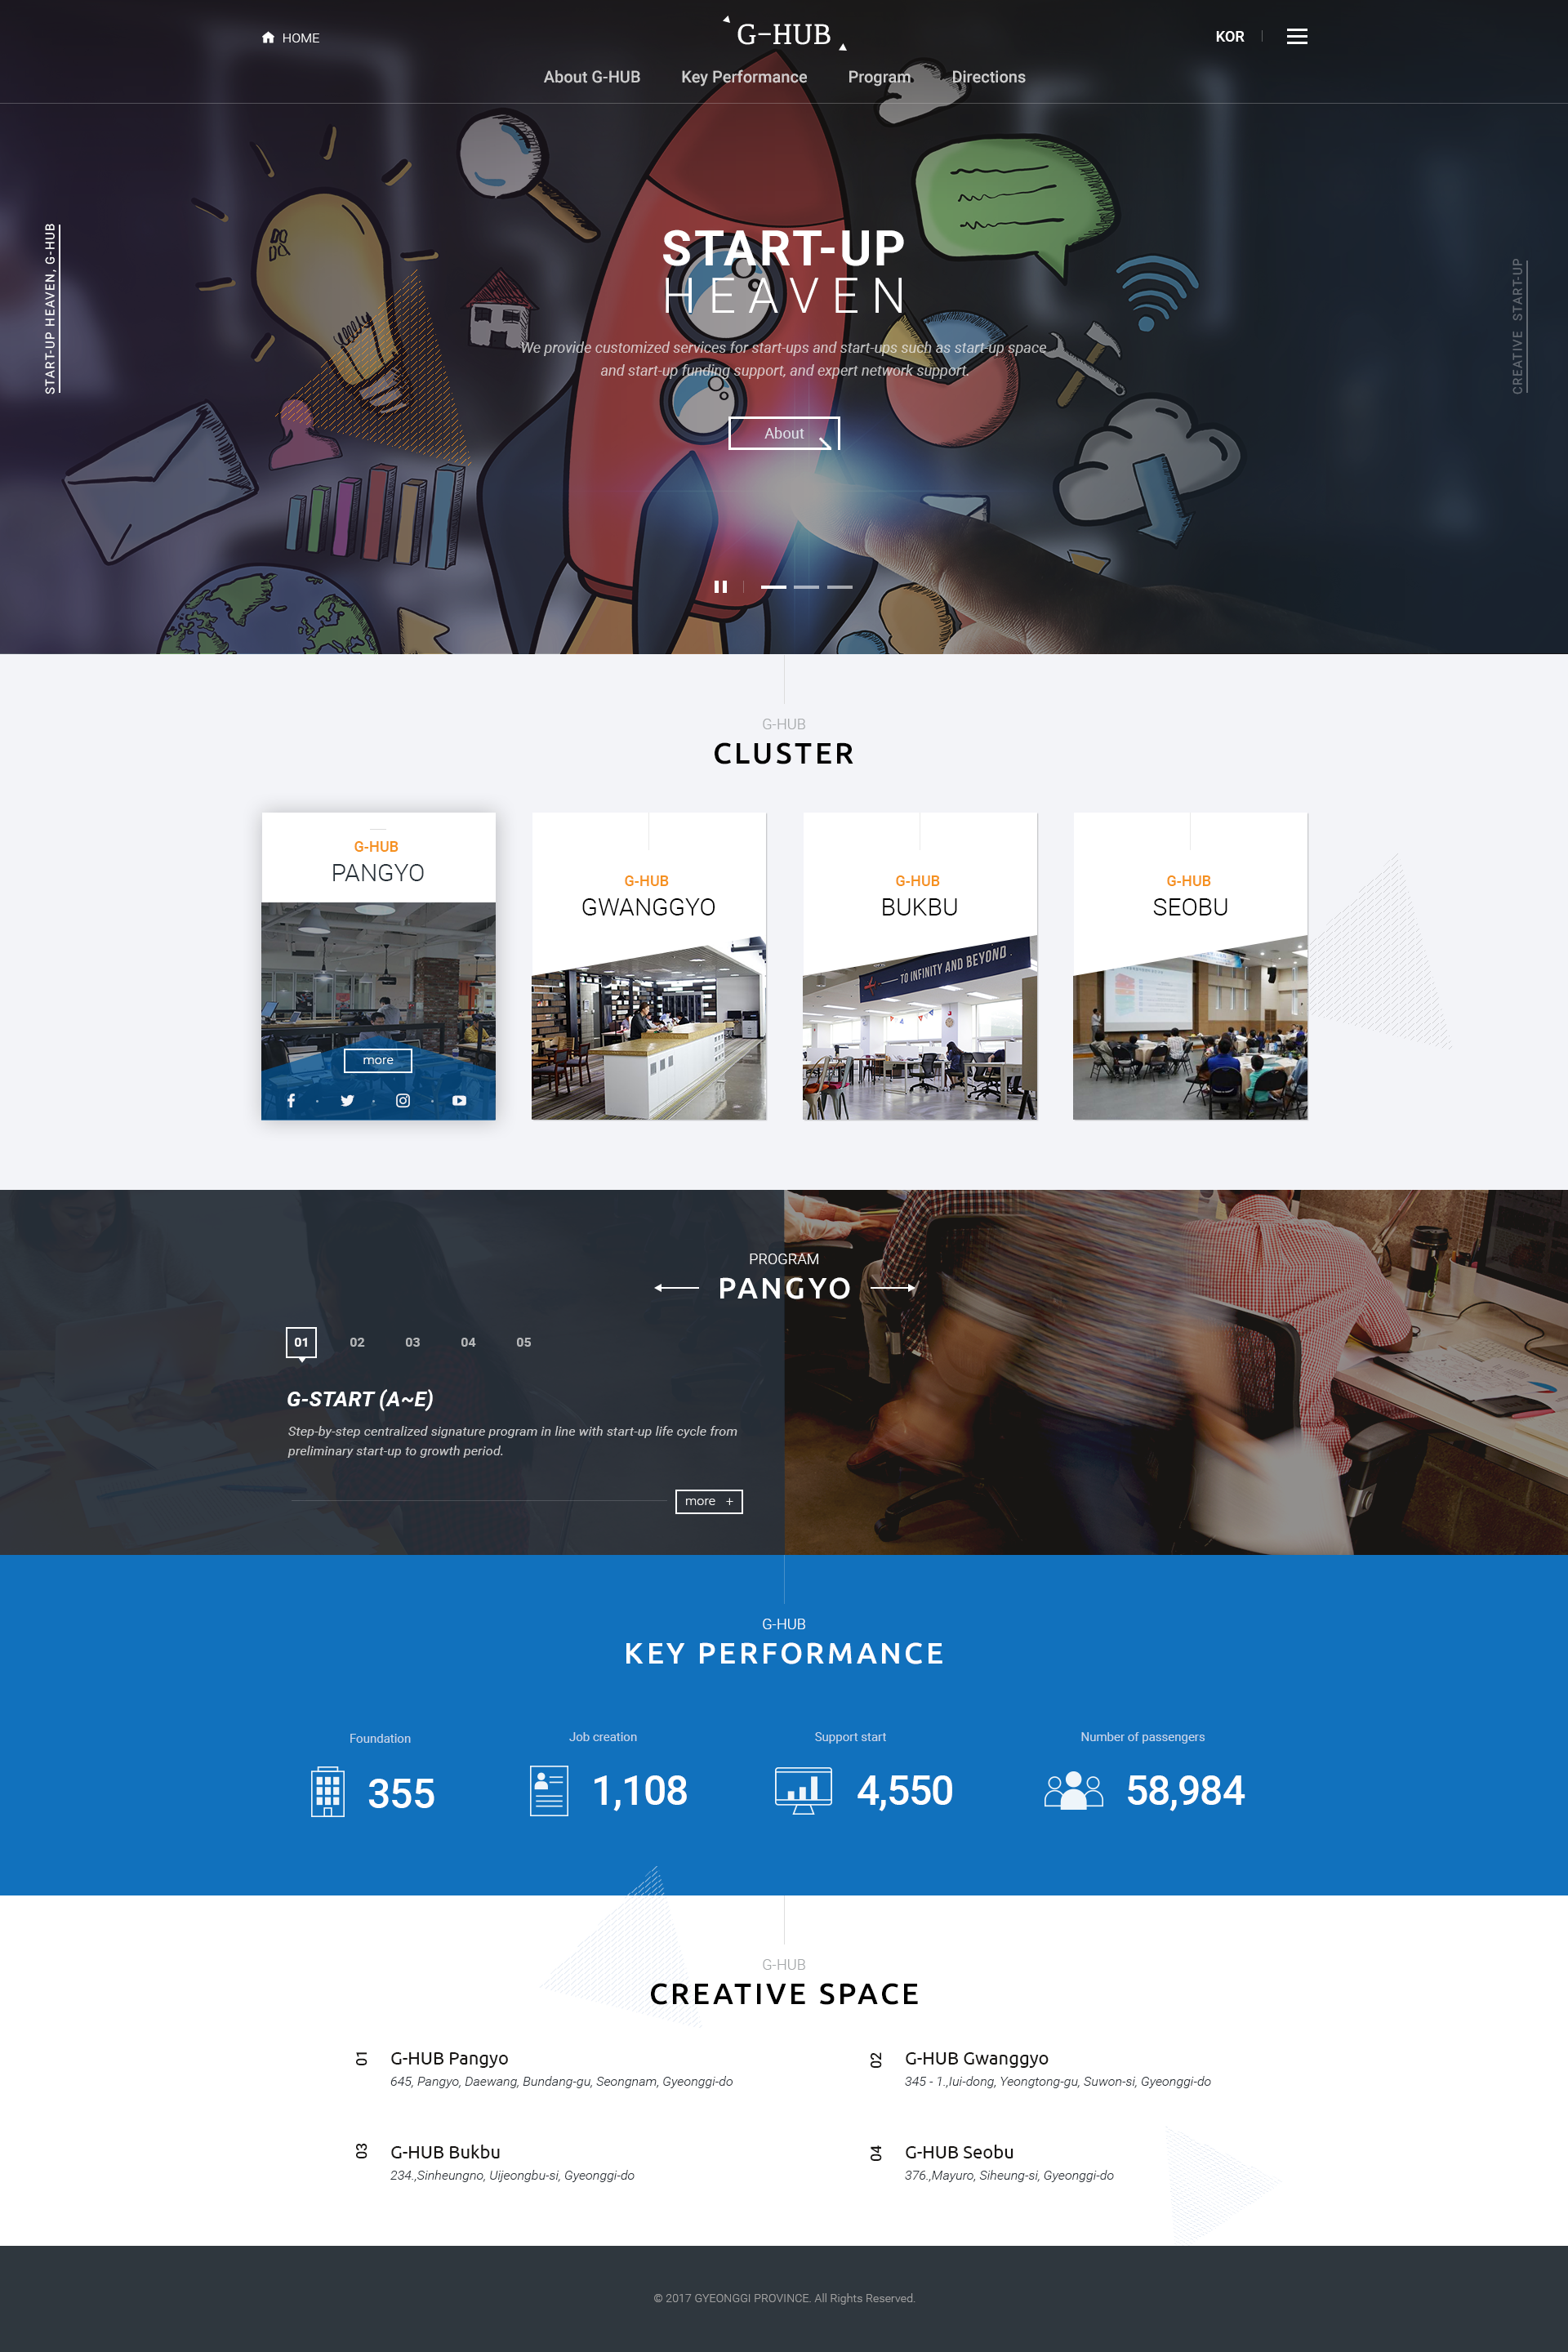 HOME
G-HUB
KOR
About G-HUB
Key Performance
Program
Directions
START-UP HEAVEN, G-HUB
CREATIVE START-UP
START-UP
HEAVEN
We provide customized services for start-ups and start-ups such as start-up space
and start-up funding support, and expert network support.
About
G-HUB
CLUSTER
G-HUB
PANGYO
more
G-HUB
GWANGGYO
G-HUB
BUKBU
TO INFINITY AND BEYOND.
G-HUB
SEOBU
PROGRAM
PANGYO
01
02
03
04
05
G-START (A~E)
Step-by-step centralized signature program in line with start-up life cycle from
preliminary start-up to growth period.
more +
G-HUB
KEY PERFORMANCE
Foundation
355
Job creation
1,108
Support start
4,550
Number of passengers
58,984
G-HUB
CREATIVE SPACE
01
G-HUB Pangyo
645, Pangyo, Daewang, Bundang-gu, Seongnam, Gyeonggi-do
02
G-HUB Gwanggyo
345 - 1.,Iui-dong, Yeongtong-gu, Suwon-si, Gyeonggi-do
03
G-HUB Bukbu
234.,Sinheungno, Uijeongbu-si, Gyeonggi-do
04
G-HUB Seobu
376.,Mayuro, Siheung-si, Gyeonggi-do
© 2017 GYEONGGI PROVINCE. All Rights Reserved.